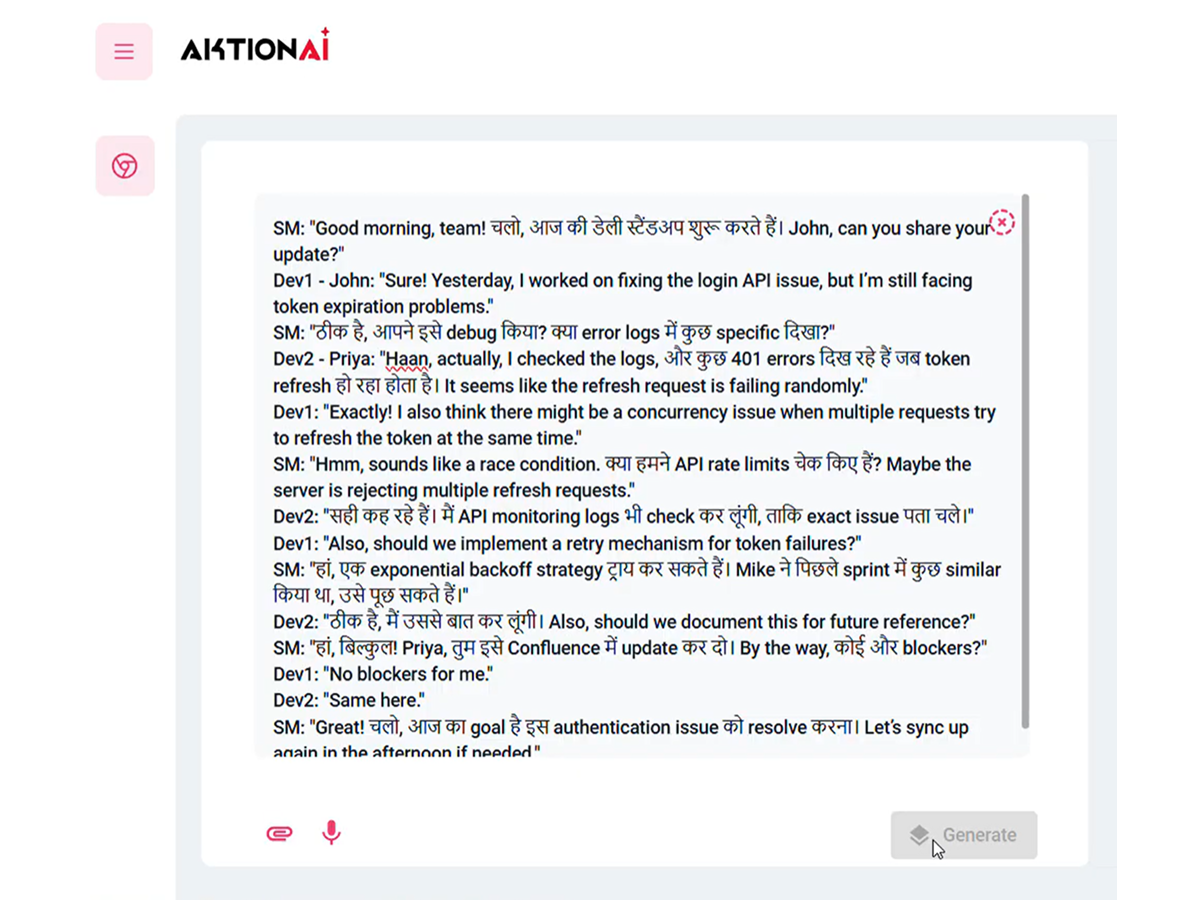 AKTIONAI
SM: "Good morning, team! चलो, आज की डेली स्टैंडअप शुरू करते हैं। John, can you share your
update?"
Dev1 - John: "Sure! Yesterday, I worked on fixing the login API issue, but I’m still facing
token expiration problems."
SM: "ठीक है, आपने इसे debug किया? क्या error logs में कुछ specific दिखा?"
Dev2 - Priya: "Haan, actually, I checked the logs, और कुछ 401 errors दिख रहे हैं जब token
refresh हो रहा होता है। It seems like the refresh request is failing randomly."
Dev1: "Exactly! I also think there might be a concurrency issue when multiple requests try
to refresh the token at the same time."
SM: "Hmm, sounds like a race condition. क्या हमने API rate limits चेक किए हैं? Maybe the
server is rejecting multiple refresh requests."
Dev2: "सही कह रहे हैं। मैं API monitoring logs भी check कर लूंगी, ताकि exact issue पता चले।"
Dev1: "Also, should we implement a retry mechanism for token failures?"
SM: "हां, एक exponential backoff strategy ट्राय कर सकते हैं। Mike ने पिछले sprint में कुछ similar
किया था, उसे पूछ सकते हैं।"
Dev2: "ठीक है, मैं उससे बात कर लूंगी। Also, should we document this for future reference?"
SM: "हां, बिल्कुल! Priya, तुम इसे Confluence में update कर दो। By the way, कोई और blockers?"
Dev1: "No blockers for me."
Dev2: "Same here."
SM: "Great! चलो, आज का goal है इस authentication issue को resolve करना। Let’s sync up
again in the afternoon if needed."
Generate